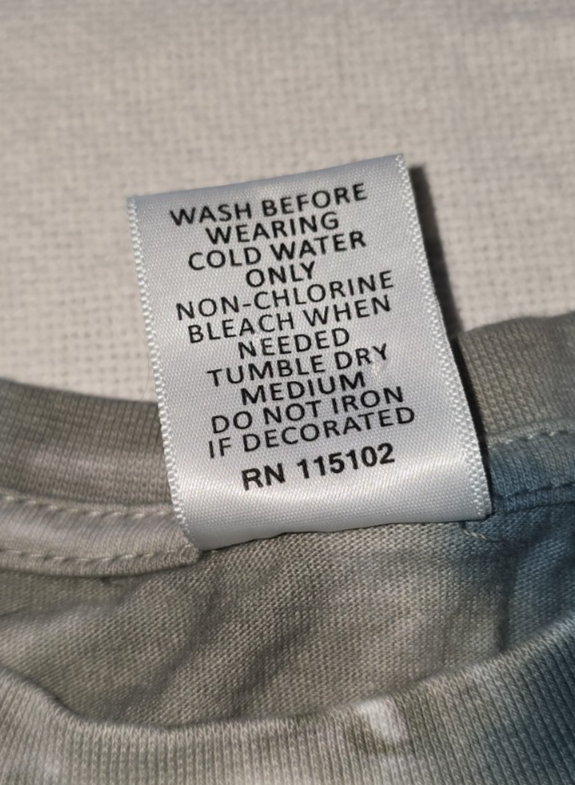 WASH BEFORE
WEARING
COLD WATER
ONLY
NON-CHLORINE
BLEACH WHEN
NEEDED
TUMBLE DRY
MEDIUM
DO NOT IRON
IF DECORATED
RN 115102